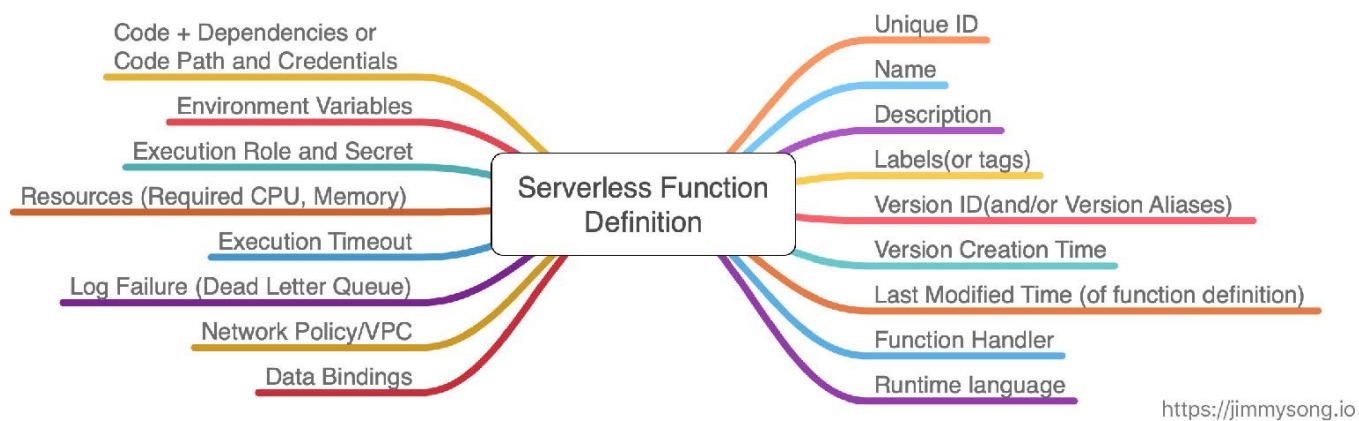 Code + Dependencies or
Code Path and Credentials
Environment Variables
Execution Role and Secret
Resources (Required CPU, Memory)
Execution Timeout
Log Failure (Dead Letter Queue)
Network Policy/VPC
Data Bindings
Serverless Function
Definition
Unique ID
Name
Description
Labels(or tags)
Version ID(and/or Version Aliases)
Version Creation Time
Last Modified Time (of function definition)
Function Handler
Runtime language
https://jimmysong.io